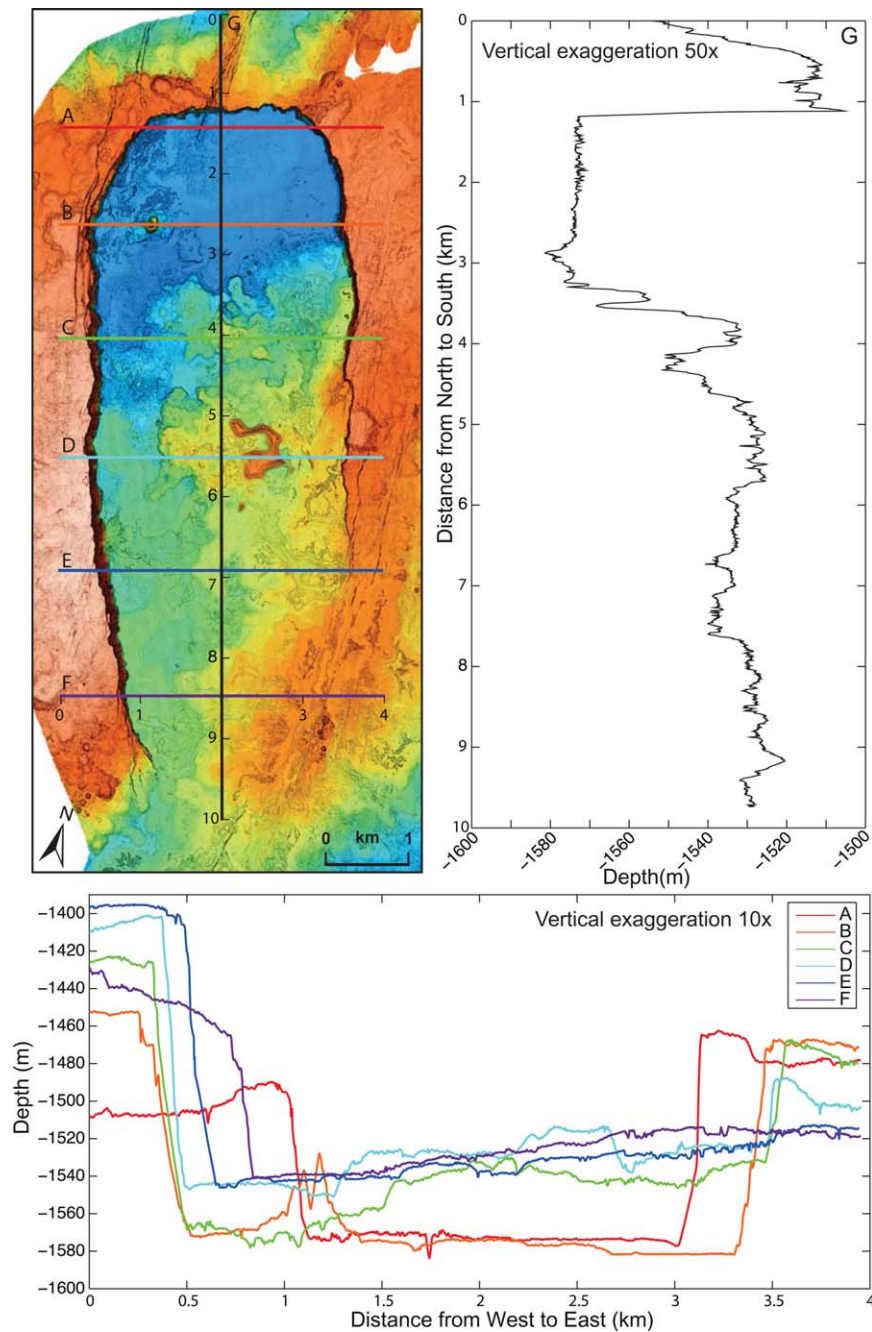 0
G
1
A
2
B
3
4
C
5
D
6
E
7
8
F
0
1
3
4
9
10
N
0 km 1
G
Vertical exaggeration 50x
0
1
2
3
4
5
6
7
8
9
10
Distance from North to South (km)
-1600
-1580
-1560
-1540
-1520
-1500
Depth(m)
Vertical exaggeration 10x
A
B
C
D
E
F
−1400
−1420
−1440
−1460
−1480
−1500
−1520
−1540
−1560
−1580
−1600
Depth (m)
0 0.5 1 1.5 2 2.5 3 3.5 4
Distance from West to East (km)